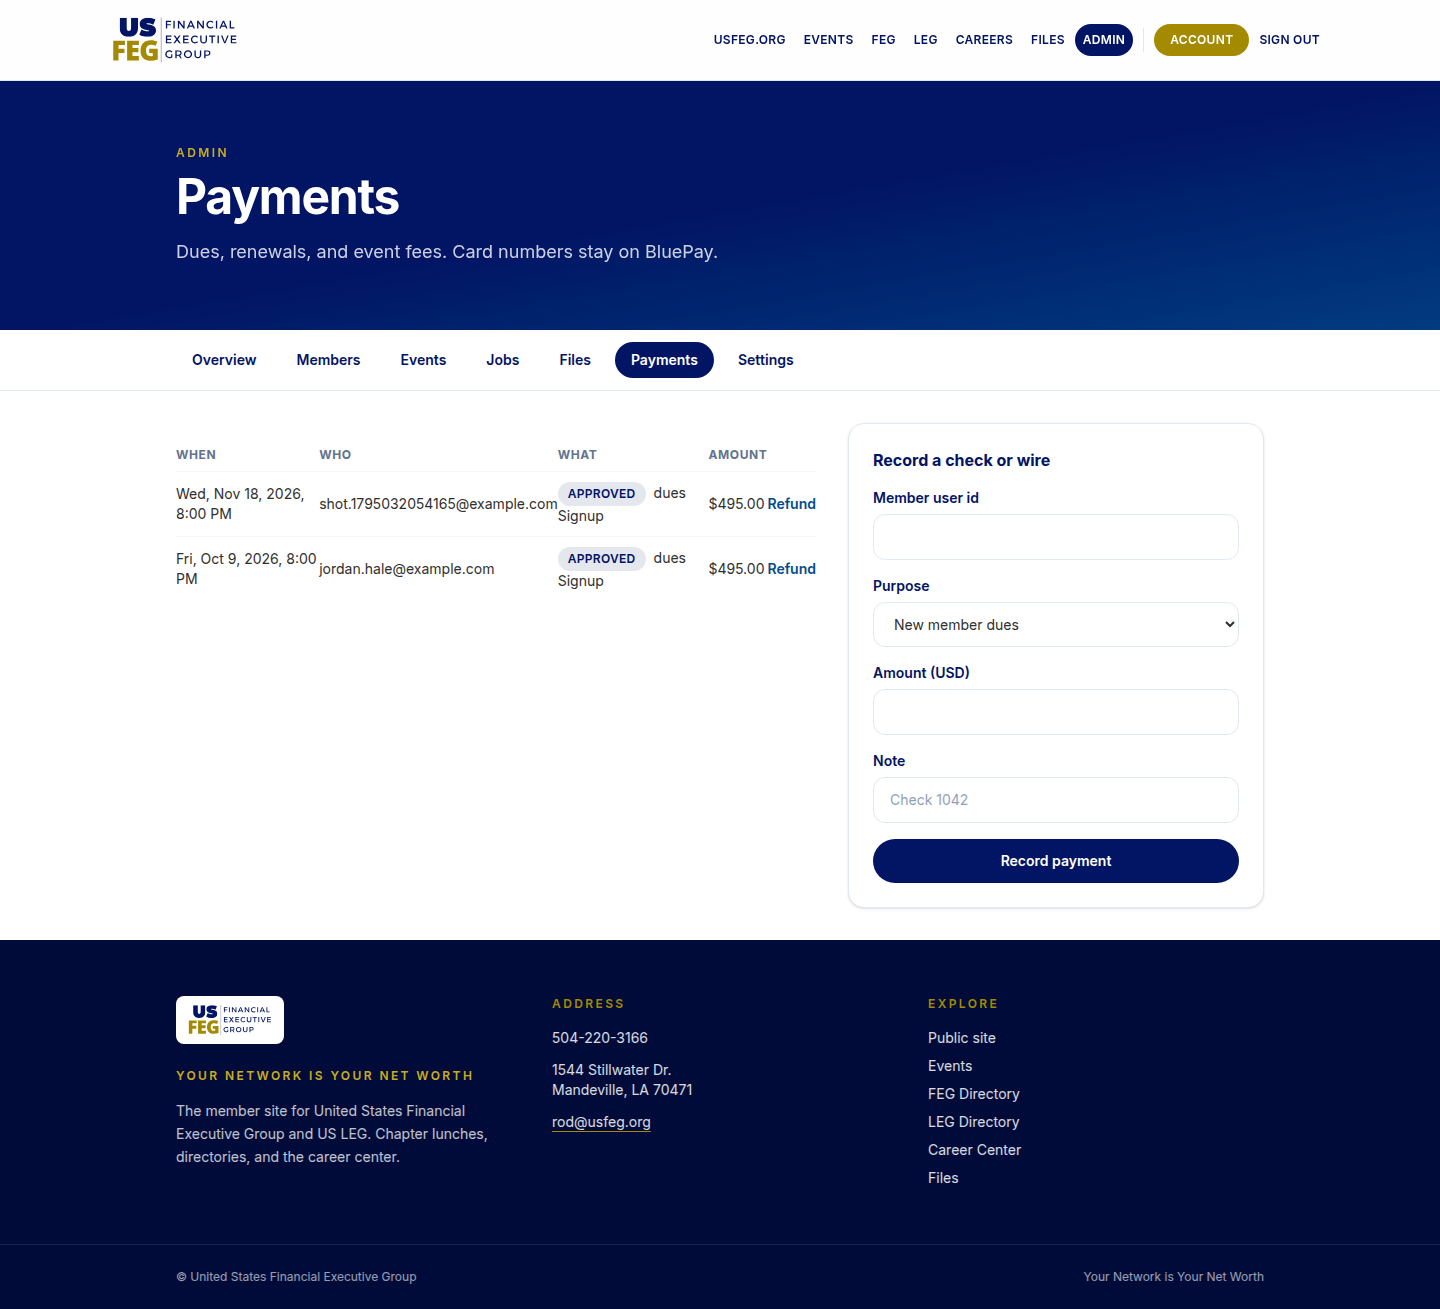 US FEG FINANCIAL EXECUTIVE GROUP
USFEG.ORG EVENTS FEG LEG CAREERS FILES ADMIN ACCOUNT SIGN OUT
ADMIN
Payments
Dues, renewals, and event fees. Card numbers stay on BluePay.
Overview Members Events Jobs Files Payments Settings
WHEN WHO WHAT AMOUNT
Wed, Nov 18, 2026, 8:00 PM shot.1795032054165@example.com APPROVED dues Signup $495.00 Refund
Fri, Oct 9, 2026, 8:00 PM jordan.hale@example.com APPROVED dues Signup $495.00 Refund
Record a check or wire
Member user id
Purpose
New member dues
Amount (USD)
Note
Check 1042
Record payment
US FEG FINANCIAL EXECUTIVE GROUP
YOUR NETWORK IS YOUR NET WORTH
The member site for United States Financial
Executive Group and US LEG. Chapter lunches,
directories, and the career center.
ADDRESS
504-220-3166
1544 Stillwater Dr.
Mandeville, LA 70471
rod@usfeg.org
EXPLORE
Public site
Events
FEG Directory
LEG Directory
Career Center
Files
© United States Financial Executive Group
Your Network is Your Net Worth